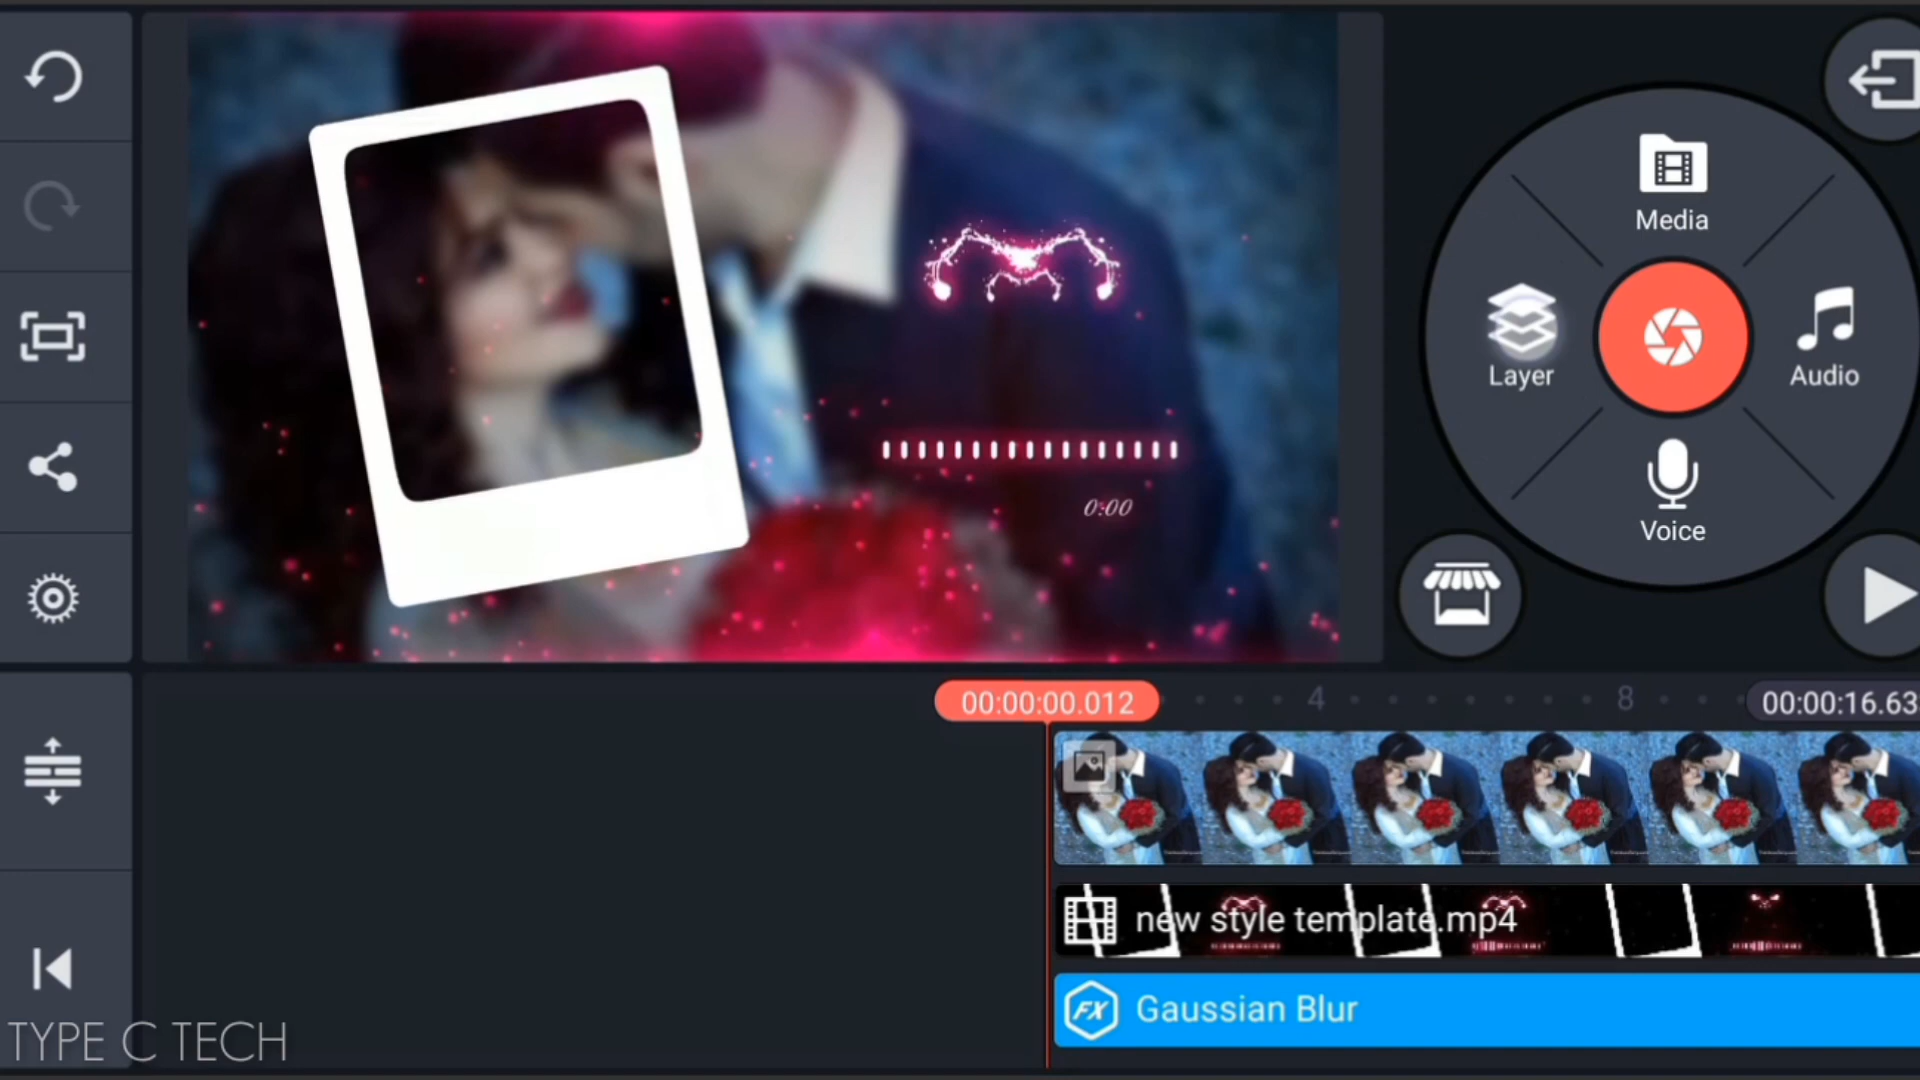 Media
Layer
Audio
Voice
0:00
00:00:00.012
4
8
00:00:16.63
new style template.mp4
FX
Gaussian Blur
TYPE C TECH